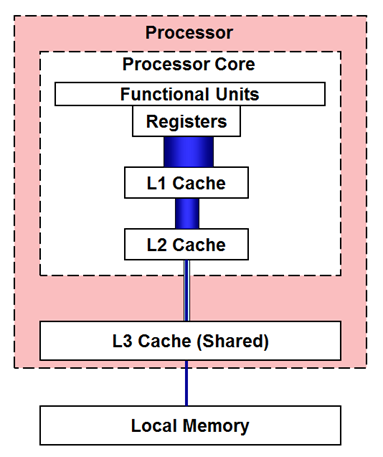 Processor
Processor Core
Functional Units
Registers
L1 Cache
L2 Cache
L3 Cache (Shared)
Local Memory